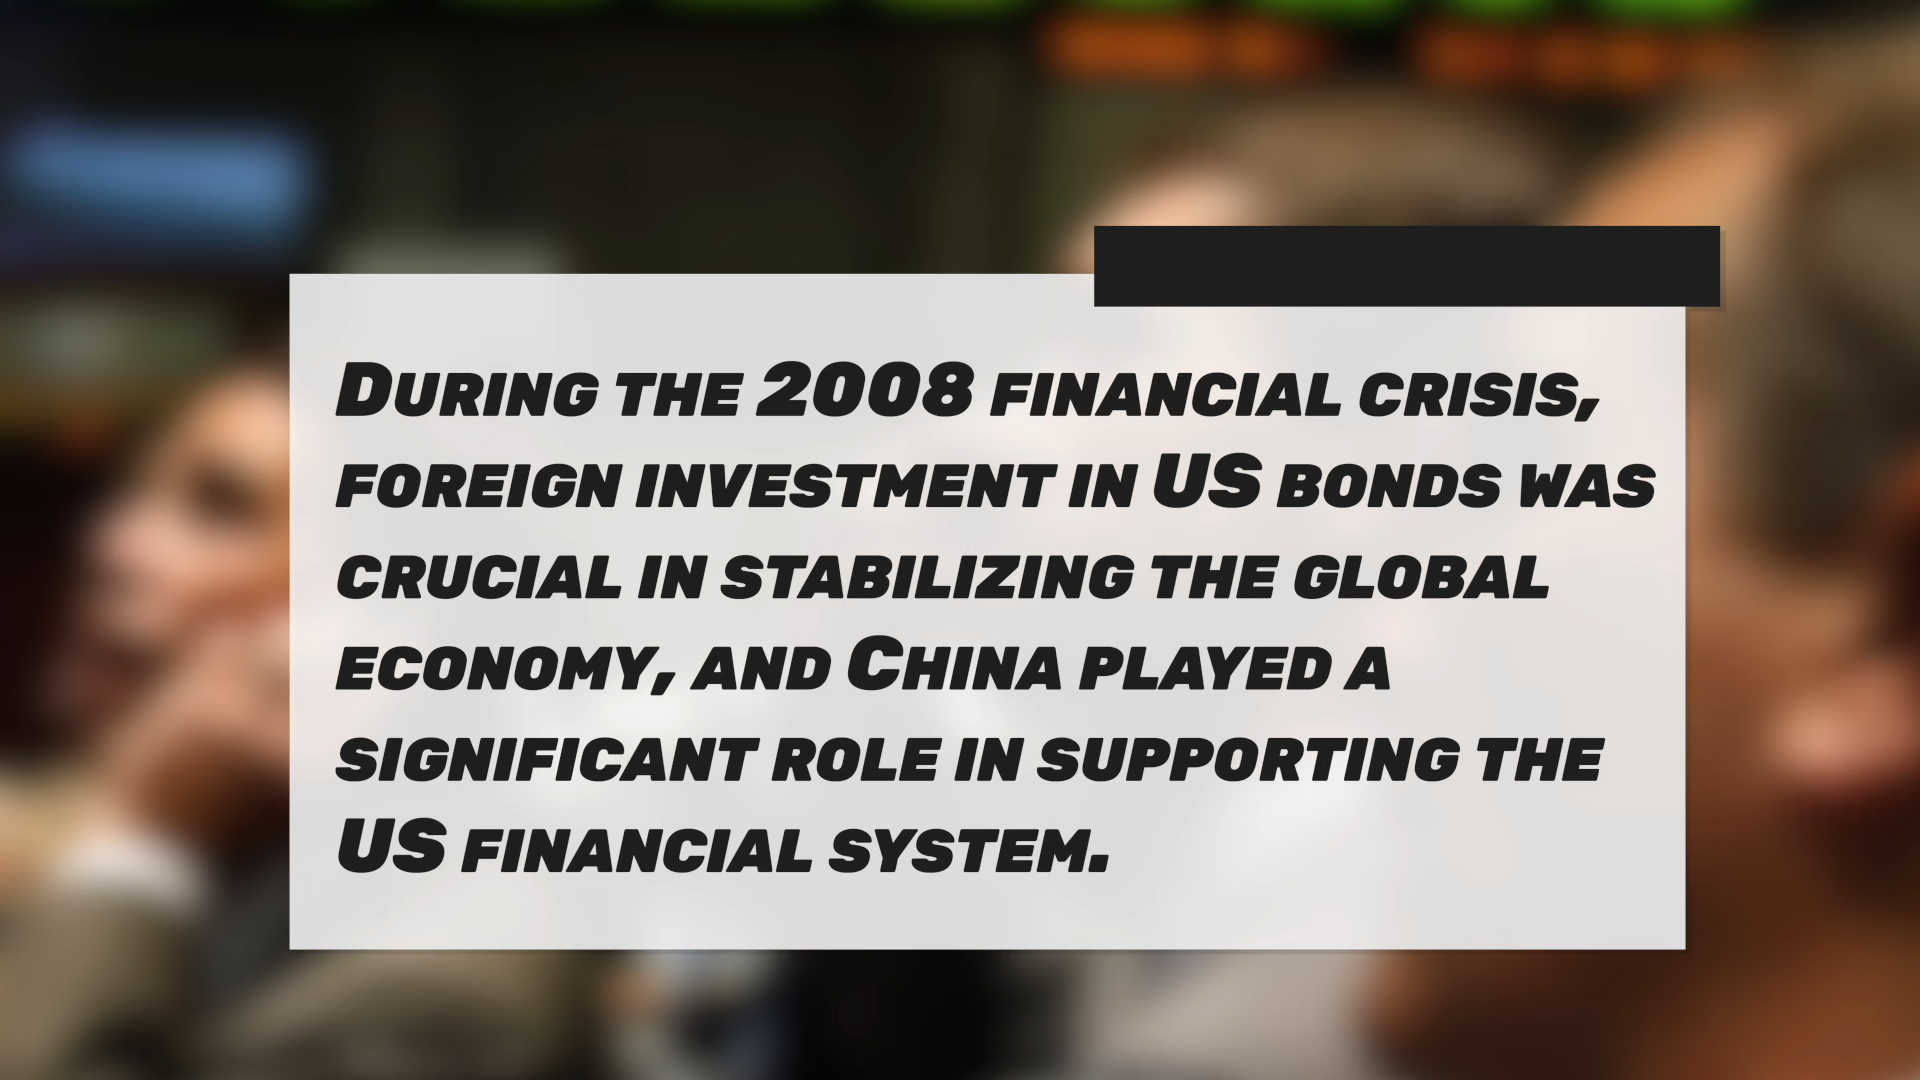 During the 2008 financial crisis,
foreign investment in US bonds was
crucial in stabilizing the global
economy, and China played a
significant role in supporting the
US financial system.